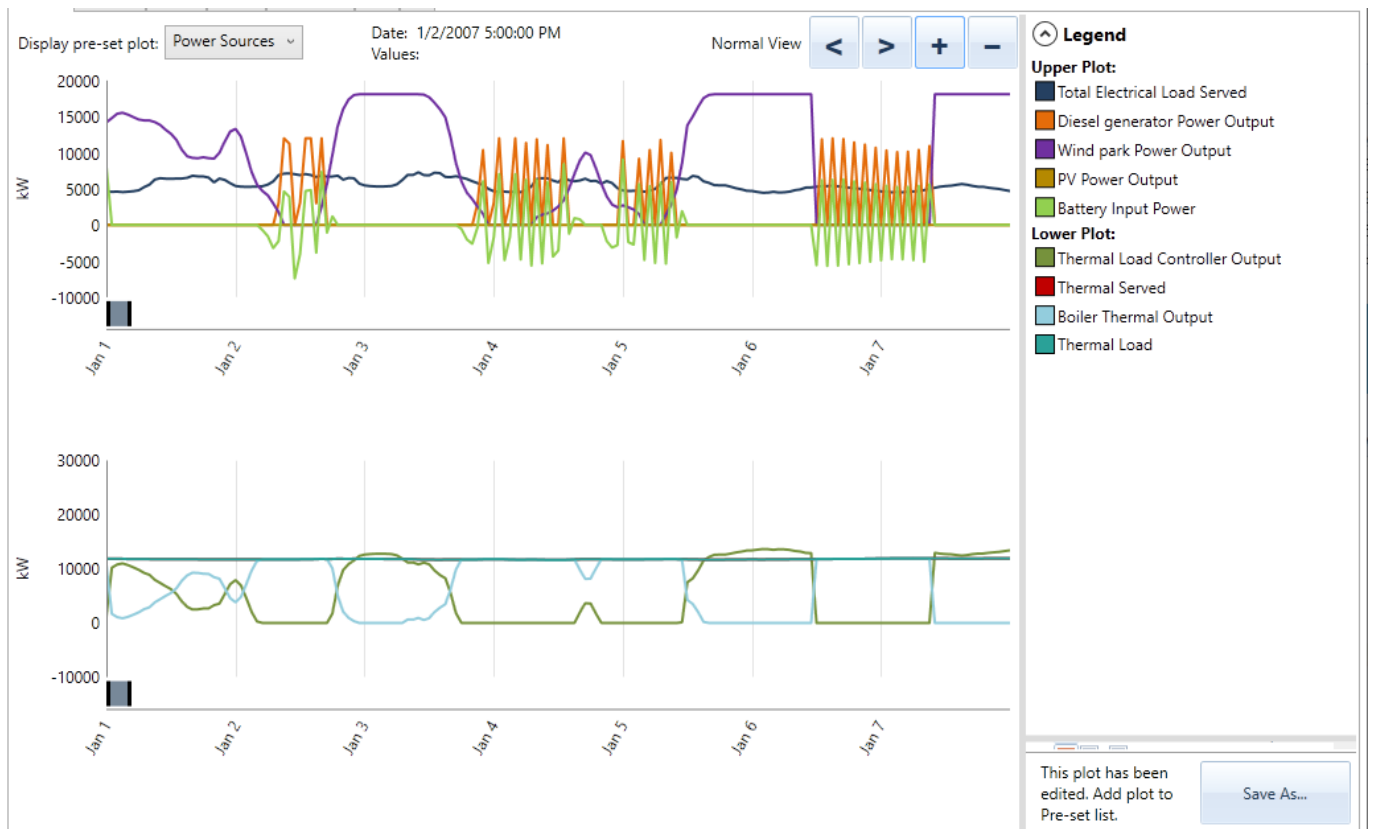 Display pre-set plot: Power Sources
Date: 1/2/2007 5:00:00 PM
Values:
Normal View < > + −
kW
20000
15000
10000
5000
0
-5000
-10000
Jan 1 Jan 2 Jan 3 Jan 4 Jan 5 Jan 6 Jan 7
kW
30000
20000
10000
0
-10000
Jan 1 Jan 2 Jan 3 Jan 4 Jan 5 Jan 6 Jan 7
Legend
Upper Plot:
Total Electrical Load Served
Diesel generator Power Output
Wind park Power Output
PV Power Output
Battery Input Power
Lower Plot:
Thermal Load Controller Output
Thermal Served
Boiler Thermal Output
Thermal Load
This plot has been
edited. Add plot to
Pre-set list.
Save As...